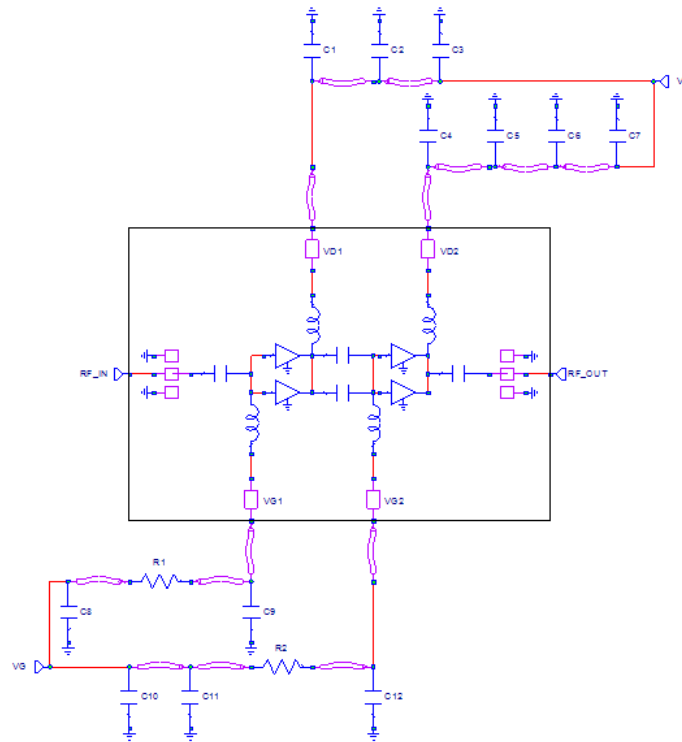 C1 C2 C3
V
C4 C5 C6 C7
VD1 VD2
RF_IN RF_OUT
VG1 VG2
R1
C8 C9
R2
VG
C10 C11 C12